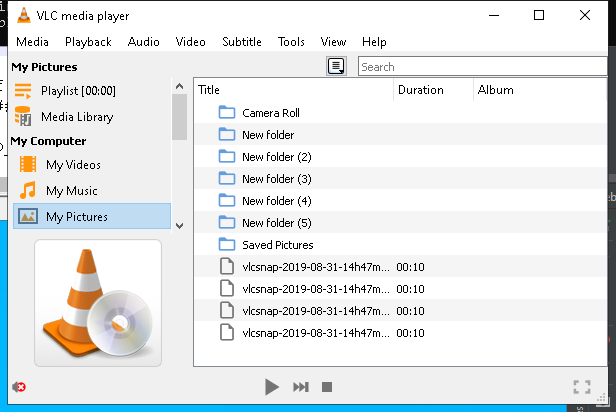 VLC media player
Media Playback Audio Video Subtitle Tools View Help
My Pictures
Search
Playlist [00:00]
Media Library
My Computer
My Videos
My Music
My Pictures
Title Duration Album
Camera Roll
New folder
New folder (2)
New folder (3)
New folder (4)
New folder (5)
Saved Pictures
vlcsnap-2019-08-31-14h47m... 00:10
vlcsnap-2019-08-31-14h47m... 00:10
vlcsnap-2019-08-31-14h47m... 00:10
vlcsnap-2019-08-31-14h47m... 00:10